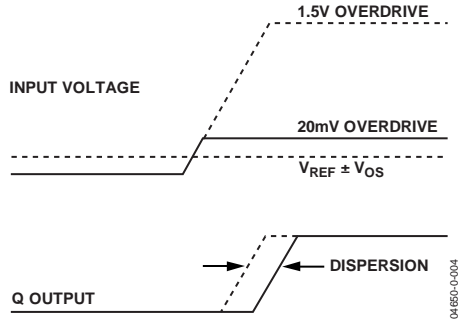 1.5V OVERDRIVE
INPUT VOLTAGE
20mV OVERDRIVE
VREF ± VOS
DISPERSION
Q OUTPUT
04650-0-004